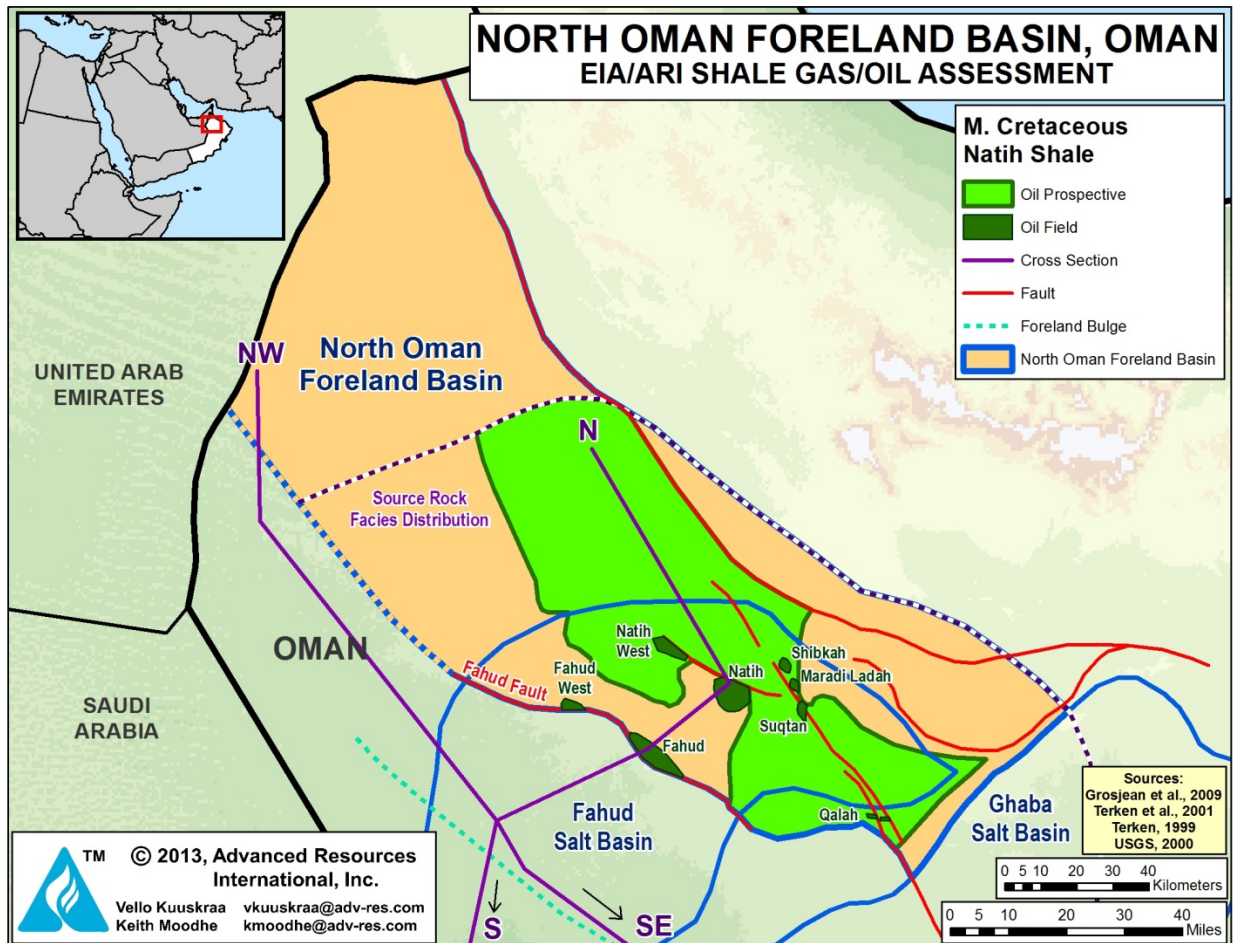 NORTH OMAN FORELAND BASIN, OMAN
EIA/ARI SHALE GAS/OIL ASSESSMENT
M. Cretaceous
Natih Shale
Oil Prospective
Oil Field
Cross Section
Fault
Foreland Bulge
North Oman Foreland Basin
NW
North Oman
Foreland Basin
UNITED ARAB
EMIRATES
N
Source Rock
Facies Distribution
OMAN
Natih
West
Shibkah
Natih
Maradi Ladah
Fahud
West
Fahud Fault
Suqtan
SAUDI
ARABIA
Fahud
Qalah
Fahud
Salt Basin
Ghaba
Salt Basin
Sources:
Grosjean et al., 2009
Terken et al., 2001
Terken, 1999
USGS, 2000
S
SE
TM
© 2013, Advanced Resources
International, Inc.
Vello Kuuskraa vkuuskraa@adv-res.com
Keith Moodhe kmoodhe@adv-res.com
0 5 10 20 30 40
Kilometers
0 5 10 20 30 40
Miles